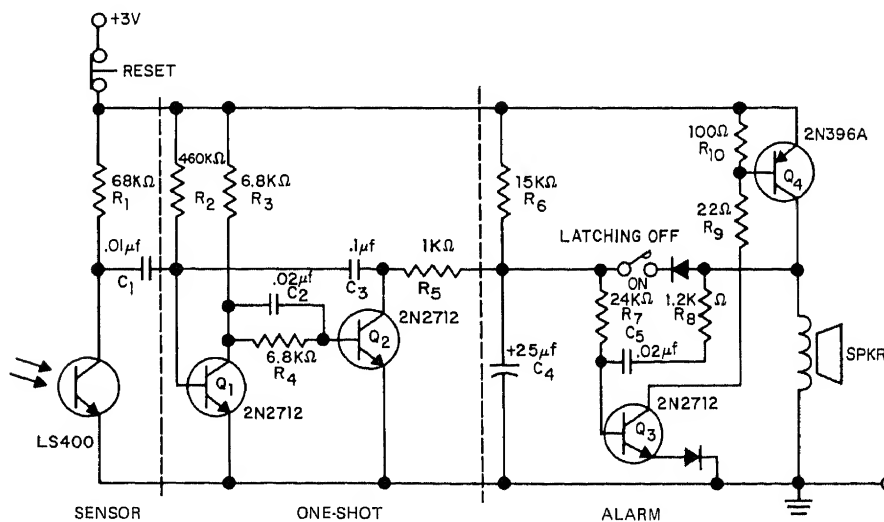 +3V
RESET
68KΩ
R1
460KΩ
R2
6.8KΩ
R3
.01µf
C1
.02µf
C2
6.8KΩ
R4
.1µf
C3
1KΩ
R5
Q1
2N2712
Q2
2N2712
LS400
15KΩ
R6
+25µf
C4
LATCHING OFF
ON
24KΩ
R7
1.2K Ω
R8
C5
.02µf
2N2712
Q3
100Ω
R10
22Ω
R9
2N396A
Q4
SPKR
SENSOR
ONE-SHOT
ALARM